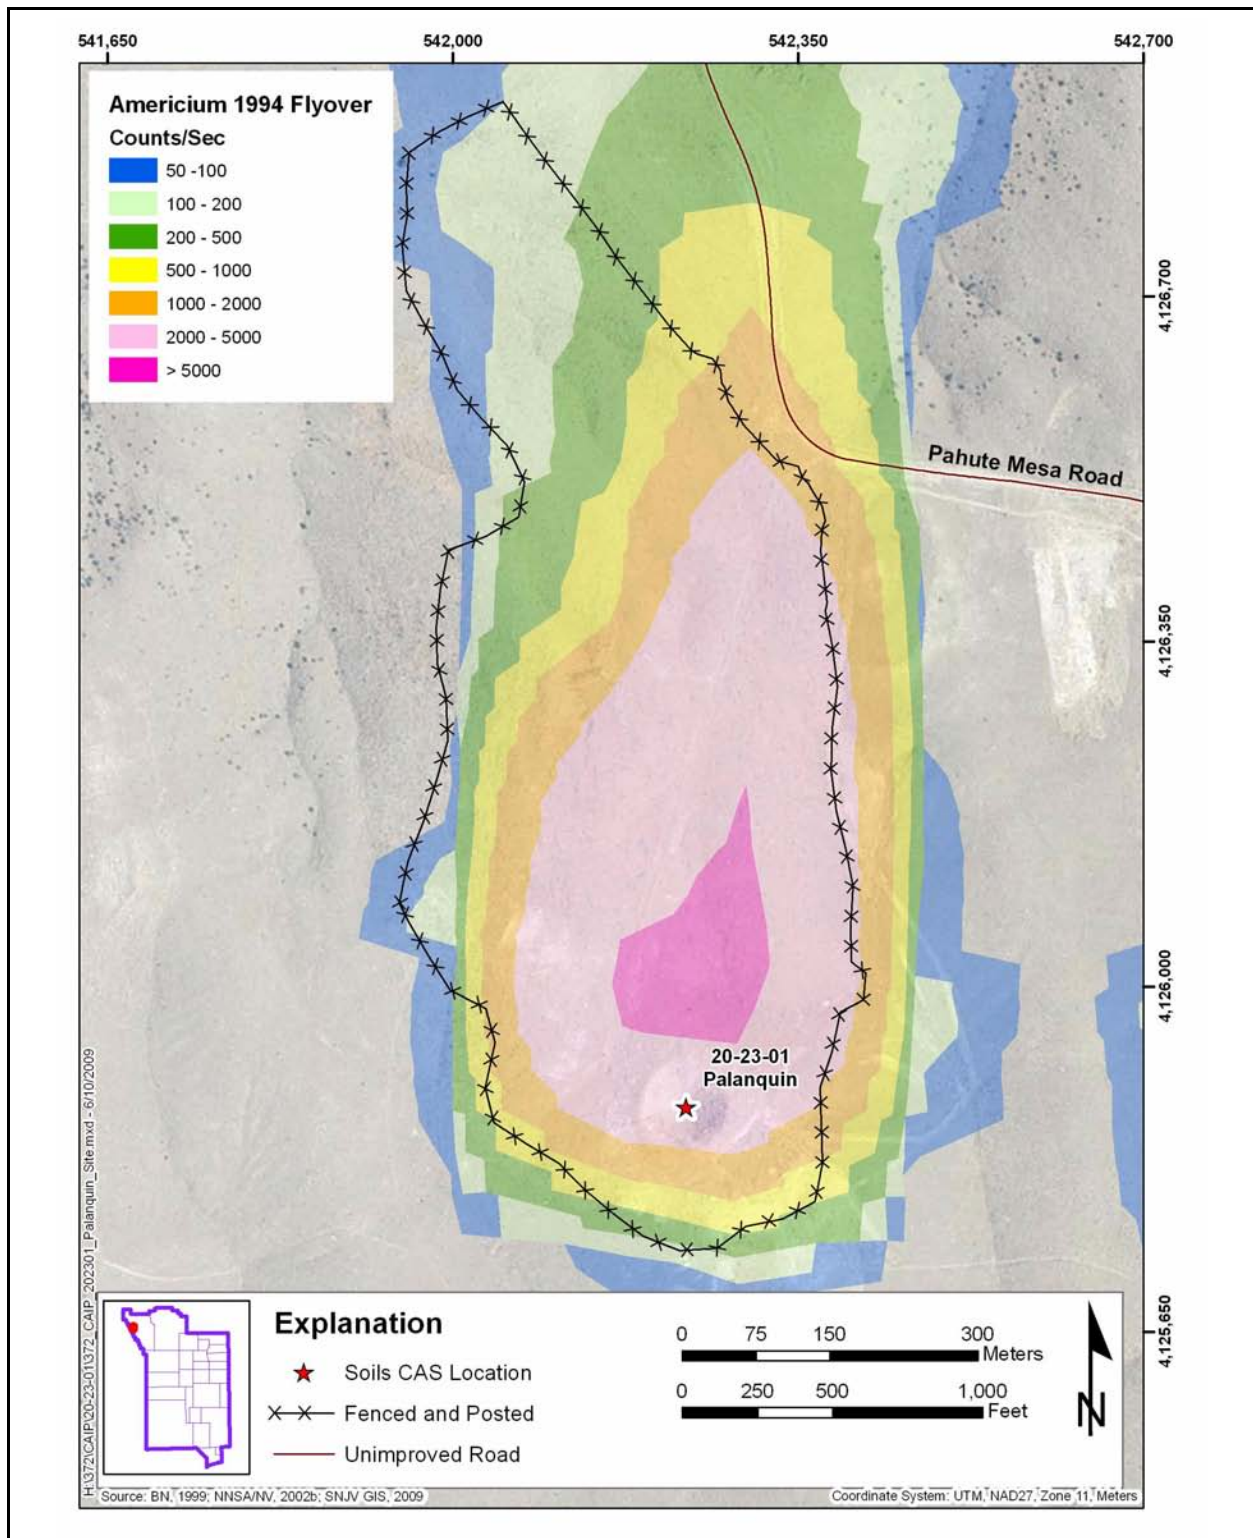 541,650
542,000
542,350
542,700
Americium 1994 Flyover
Counts/Sec
50 -100
100 - 200
200 - 500
500 - 1000
1000 - 2000
2000 - 5000
> 5000
4,126,700
Pahute Mesa Road
4,126,350
4,126,000
20-23-01
Palanquin
4,125,650
H:\372\CAIP\20-23-01\372_CAIP_202301_Palanquin_Site.mxd - 6/10/2009
Explanation
Soils CAS Location
Fenced and Posted
Unimproved Road
0 75 150 300
Meters
0 250 500 1,000
Feet
N
Source: BN, 1999; NNSA/NV, 2002b; SNJV GIS, 2009
Coordinate System: UTM, NAD27, Zone 11, Meters